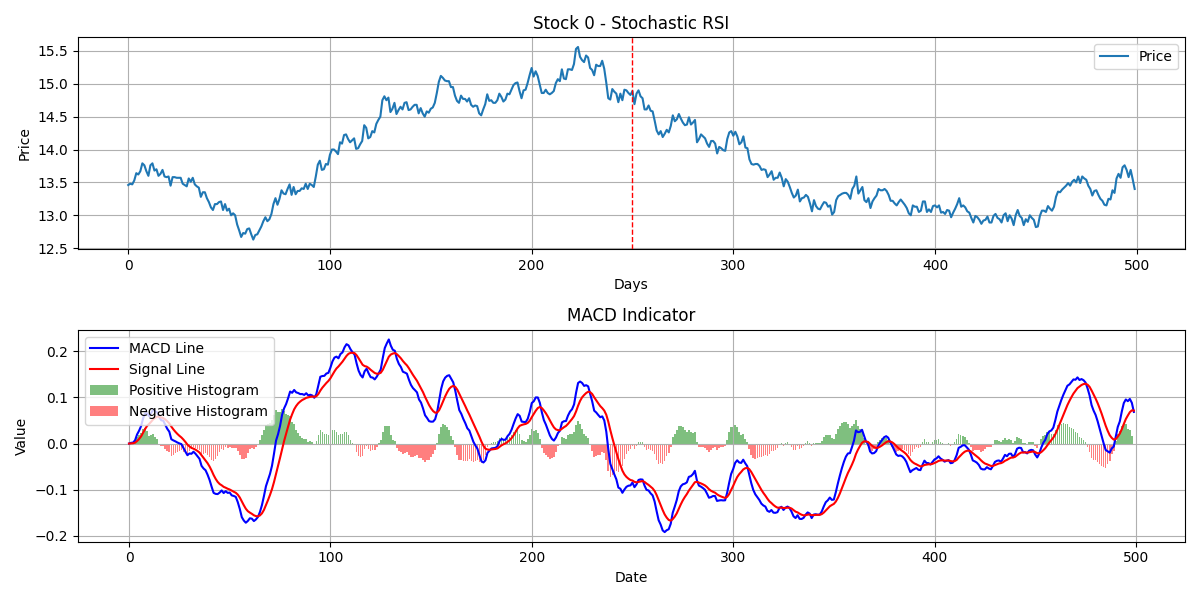 Stock 0 - Stochastic RSI
Price
15.5
15.0
14.5
14.0
13.5
13.0
12.5
Price
0
100
200
300
400
500
Days
MACD Indicator
MACD Line
Signal Line
Positive Histogram
Negative Histogram
0.2
0.1
0.0
−0.1
−0.2
Value
0
100
200
300
400
500
Date